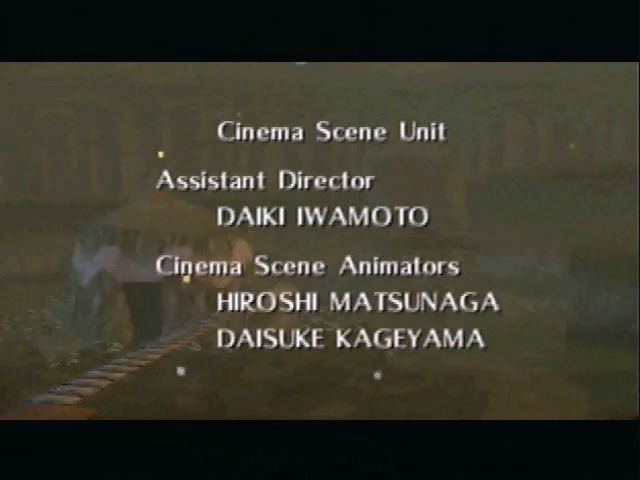 Cinema Scene Unit
Assistant Director
DAIKI IWAMOTO
Cinema Scene Animators
HIROSHI MATSUNAGA
DAISUKE KAGEYAMA